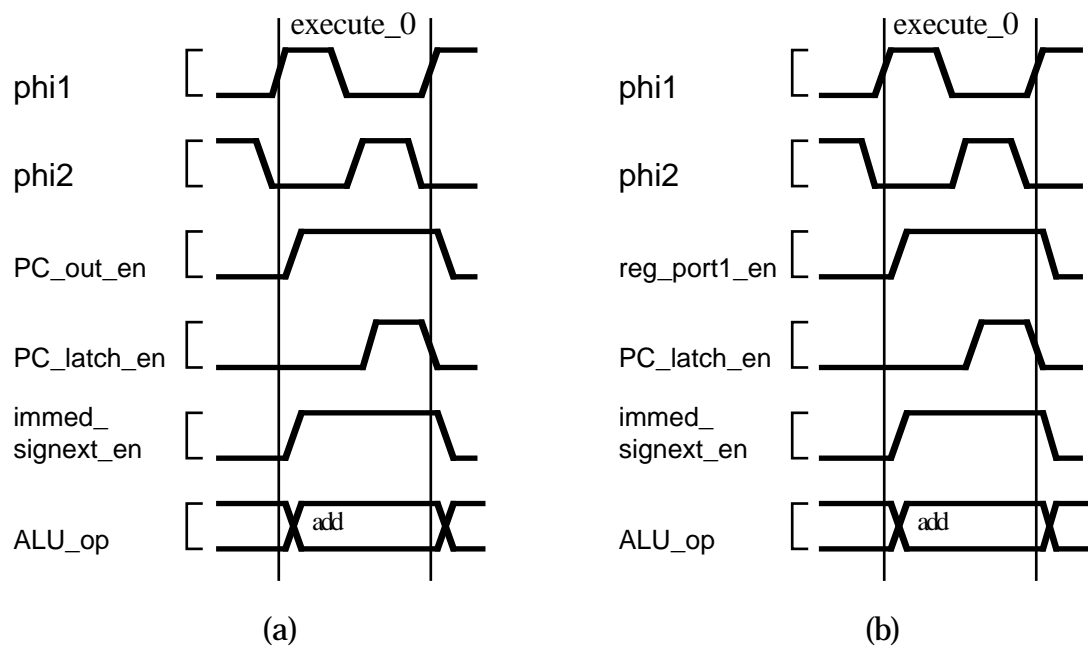 execute_0
phi1
phi2
PC_out_en
PC_latch_en
immed_
signext_en
ALU_op
add
(a)
execute_0
phi1
phi2
reg_port1_en
PC_latch_en
immed_
signext_en
ALU_op
add
(b)